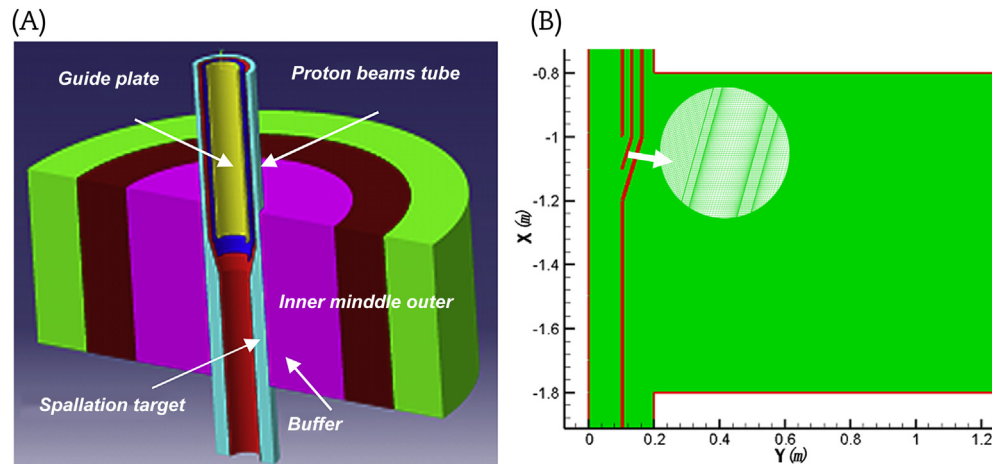 (A)
Guide plate
Proton beams tube
Inner minddle outer
Spallation target
Buffer
(B)
-0.8
-1
-1.2
-1.4
-1.6
-1.8
X (m)
0
0.2
0.4
0.6
0.8
1
1.2
Y (m)